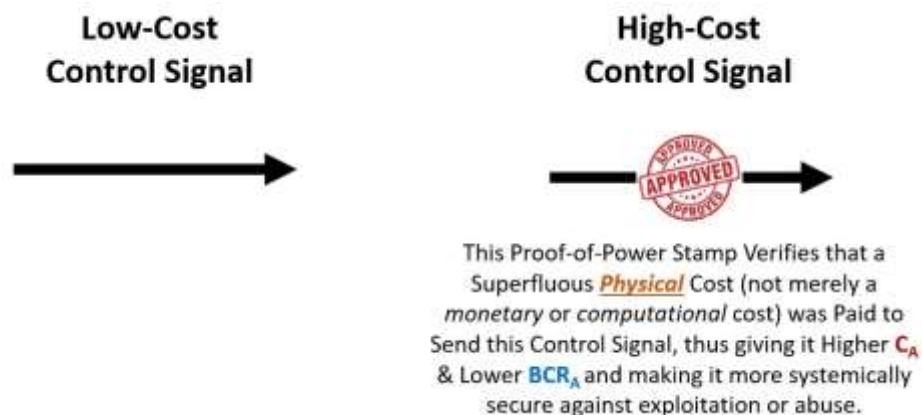 Low-Cost
Control Signal
High-Cost
Control Signal
APPROVED
APPROVED
APPROVED
This Proof-of-Power Stamp Verifies that a
Superfluous Physical Cost (not merely a
monetary or computational cost) was Paid to
Send this Control Signal, thus giving it Higher CA
& Lower BCRA and making it more systemically
secure against exploitation or abuse.